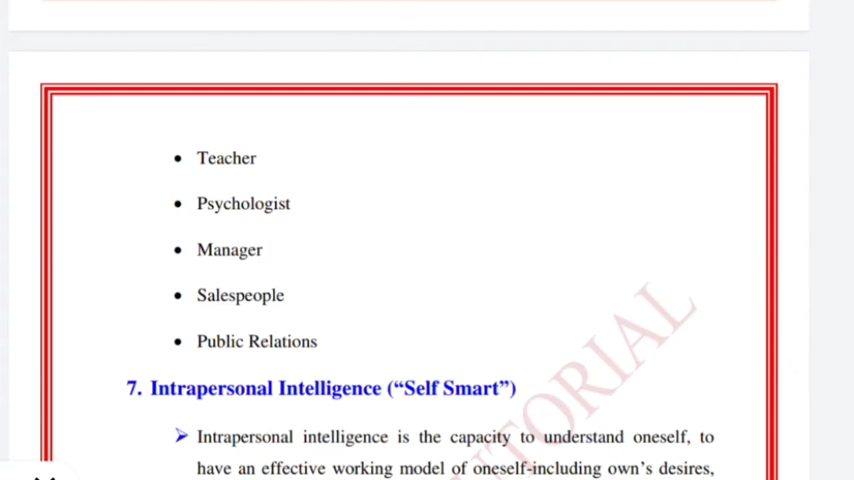 • Teacher
• Psychologist
• Manager
• Salespeople
• Public Relations
7. Intrapersonal Intelligence (“Self Smart”)
➢ Intrapersonal intelligence is the capacity to understand oneself, to
have an effective working model of oneself-including own’s desires,